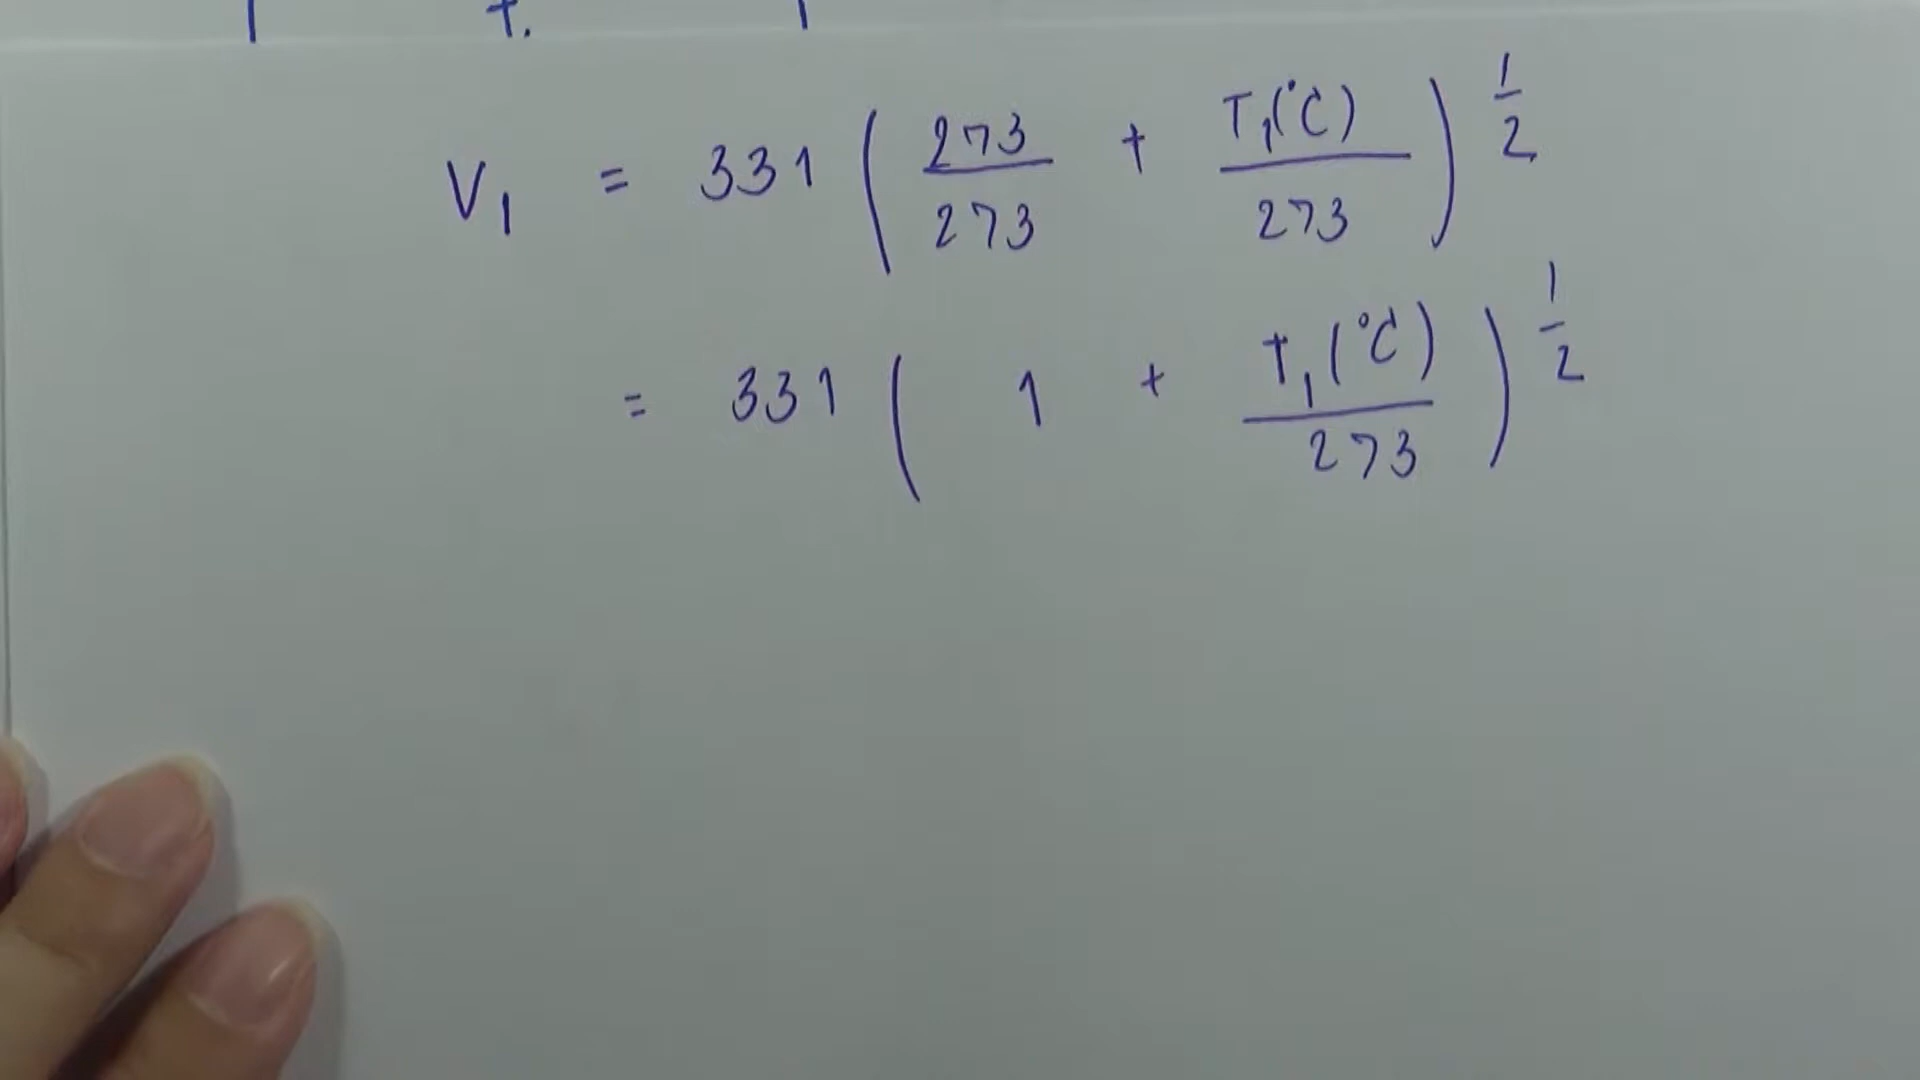 V₁ = 331 ( 273/273 + T₁(°C)/273 )^1/2
= 331 ( 1 + T₁(°C)/273 )^1/2